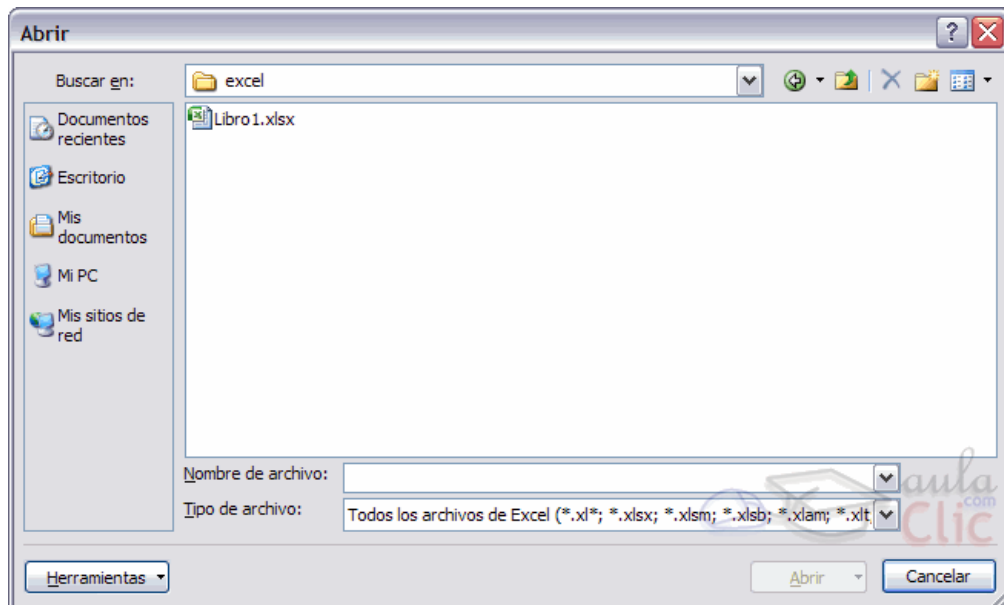 Abrir
Buscar en:
excel
Documentos
recientes
Escritorio
Mis
documentos
Mi PC
Mis sitios de
red
Libro1.xlsx
Nombre de archivo:
Tipo de archivo:
Todos los archivos de Excel (*.xl*; *.xlsx; *.xlsm; *.xlsb; *.xlam; *.xlt
aula
.com
Clic
Herramientas
Abrir
Cancelar